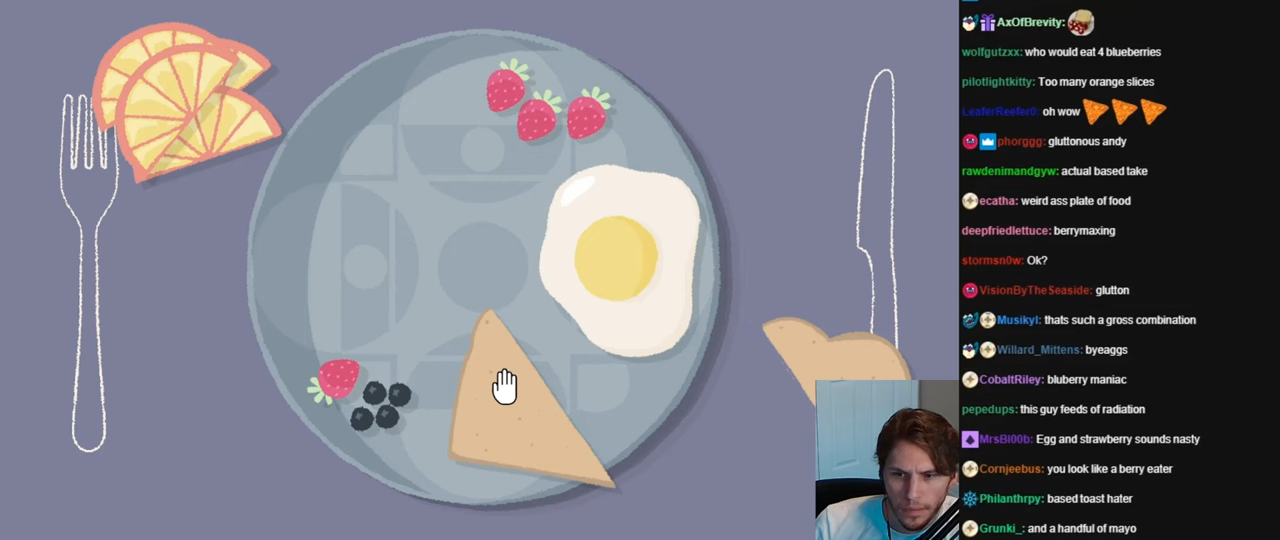 AxOfBrevity:
wolfgutzxx: who would eat 4 blueberries
pilotlightkitty: Too many orange slices
LeaferReefer0: oh wow
phorggg: gluttonous andy
rawdenimandgyw: actual based take
ecatha: weird ass plate of food
deepfriedlettuce: berrymaxing
stormsn0w: Ok?
VisionByTheSeaside: glutton
Musikyl: thats such a gross combination
Willard_Mittens: byeaggs
CobaltRiley: bluberry maniac
pepedups: this guy feeds of radiation
MrsBl00b: Egg and strawberry sounds nasty
Cornjeebus: you look like a berry eater
Philanthrpy: based toast hater
Grunki_: and a handful of mayo